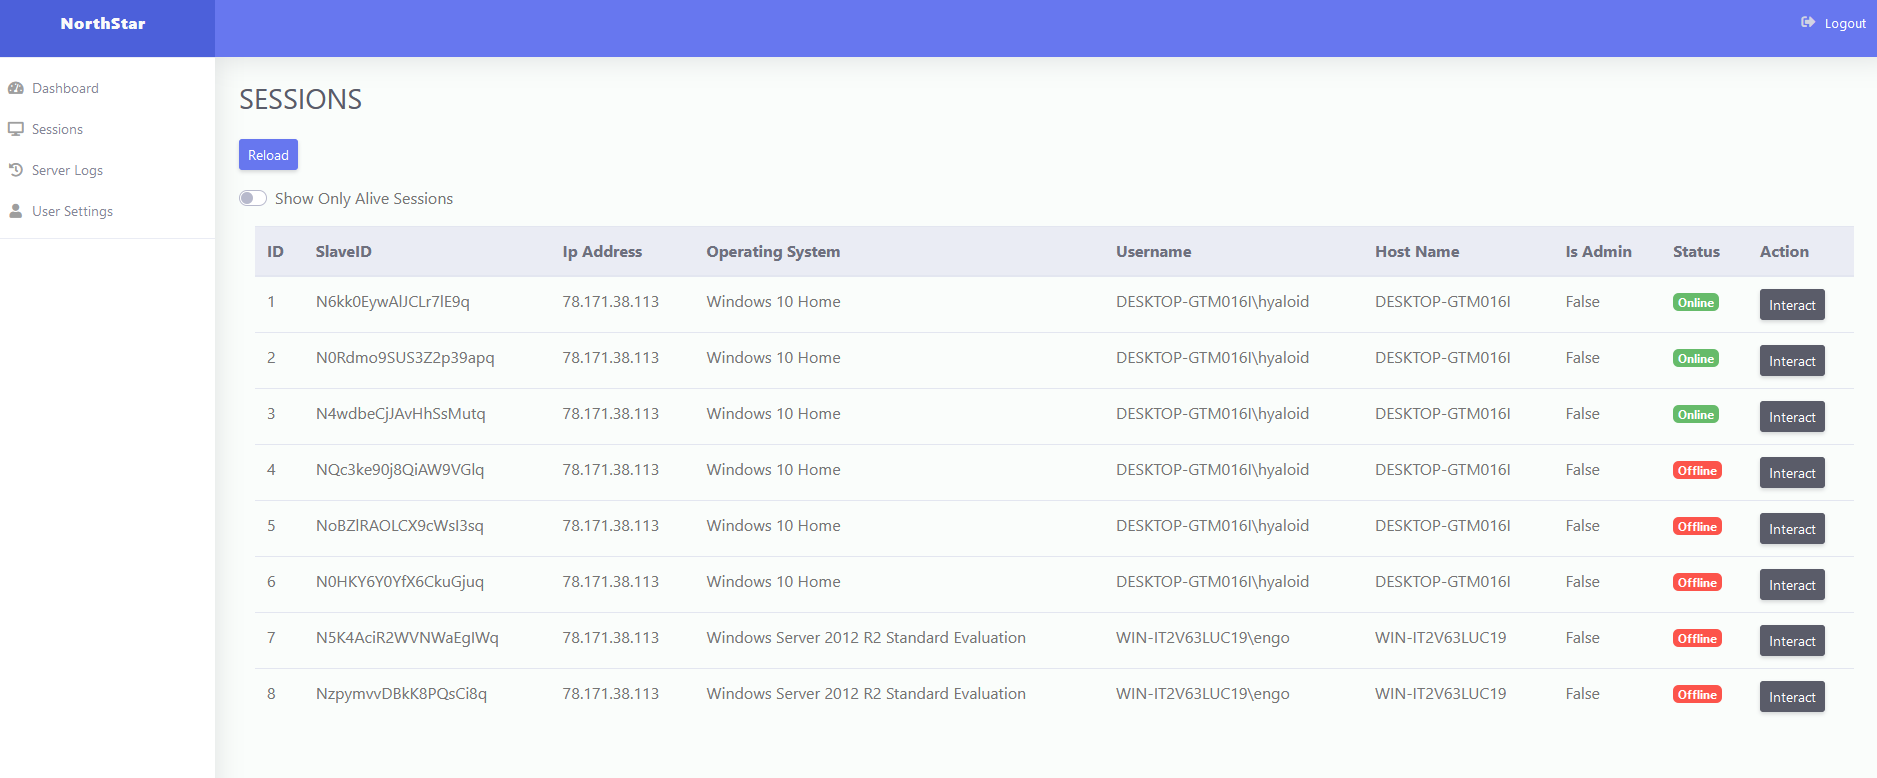 NorthStar
Logout
Dashboard
Sessions
Server Logs
User Settings
SESSIONS
Reload
Show Only Alive Sessions
ID SlaveID Ip Address Operating System Username Host Name Is Admin Status Action
1 N6kk0EywAlJCLr7lE9q 78.171.38.113 Windows 10 Home DESKTOP-GTM016I\hyaloid DESKTOP-GTM016I False Online Interact
2 N0Rdmo9SUS3Z2p39apq 78.171.38.113 Windows 10 Home DESKTOP-GTM016I\hyaloid DESKTOP-GTM016I False Online Interact
3 N4wdbeCjJAvHhSsMutq 78.171.38.113 Windows 10 Home DESKTOP-GTM016I\hyaloid DESKTOP-GTM016I False Online Interact
4 NQc3ke90j8QiAW9VGlq 78.171.38.113 Windows 10 Home DESKTOP-GTM016I\hyaloid DESKTOP-GTM016I False Offline Interact
5 NoBZlRAOLCX9cWsI3sq 78.171.38.113 Windows 10 Home DESKTOP-GTM016I\hyaloid DESKTOP-GTM016I False Offline Interact
6 N0HKY6Y0YfX6CkuGjuq 78.171.38.113 Windows 10 Home DESKTOP-GTM016I\hyaloid DESKTOP-GTM016I False Offline Interact
7 N5K4AciR2WVNWaEgIWq 78.171.38.113 Windows Server 2012 R2 Standard Evaluation WIN-IT2V63LUC19\engo WIN-IT2V63LUC19 False Offline Interact
8 NzpymvvDBkK8PQsCi8q 78.171.38.113 Windows Server 2012 R2 Standard Evaluation WIN-IT2V63LUC19\engo WIN-IT2V63LUC19 False Offline Interact